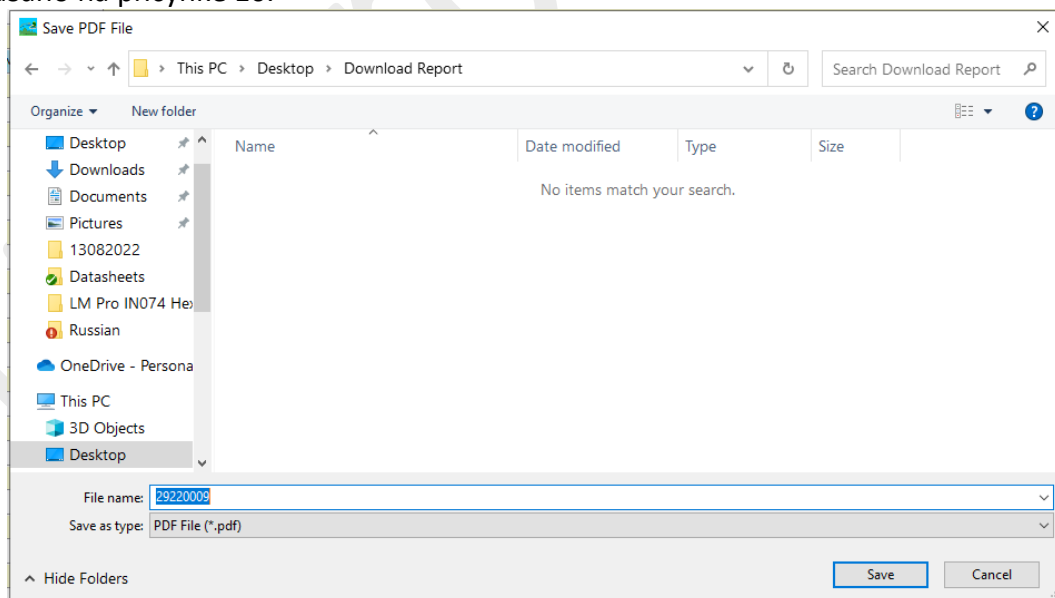 на рисунке
Save PDF File
This PC > Desktop > Download Report
Search Download Report
Organize
New folder
Name
Date modified
Type
Size
No items match your search.
Desktop
Downloads
Documents
Pictures
13082022
Datasheets
LM Pro IN074 He
Russian
OneDrive - Persona
This PC
3D Objects
Desktop
File name: 29220009
Save as type: PDF File (*.pdf)
Hide Folders
Save
Cancel